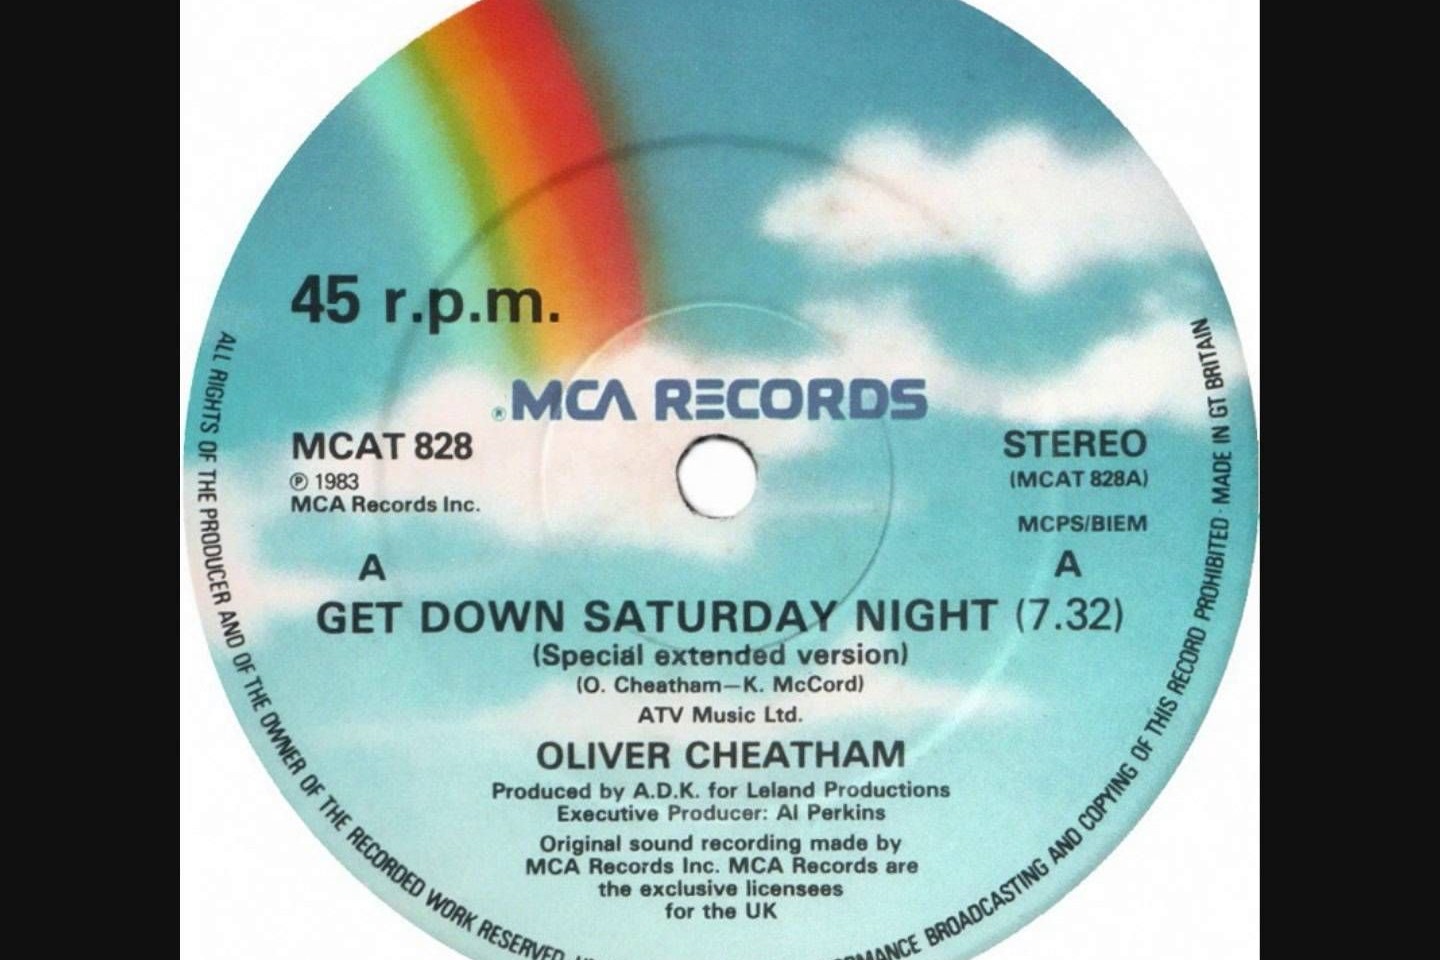 45 r.p.m.
® MCA RECORDS
MCAT 828
℗ 1983
MCA Records Inc.
STEREO
(MCAT 828A)
MCPS/BIEM
A
A
GET DOWN SATURDAY NIGHT (7.32)
(Special extended version)
(O. Cheatham—K. McCord)
ATV Music Ltd.
OLIVER CHEATHAM
Produced by A.D.K. for Leland Productions
Executive Producer: Al Perkins
Original sound recording made by
MCA Records Inc. MCA Records are
the exclusive licensees
for the UK
ALL RIGHTS OF THE PRODUCER AND OF THE OWNER OF THE RECORDED WORK RESERVED
BROADCASTING AND COPYING OF THIS RECORD PROHIBITED · MADE IN GT BRITAIN